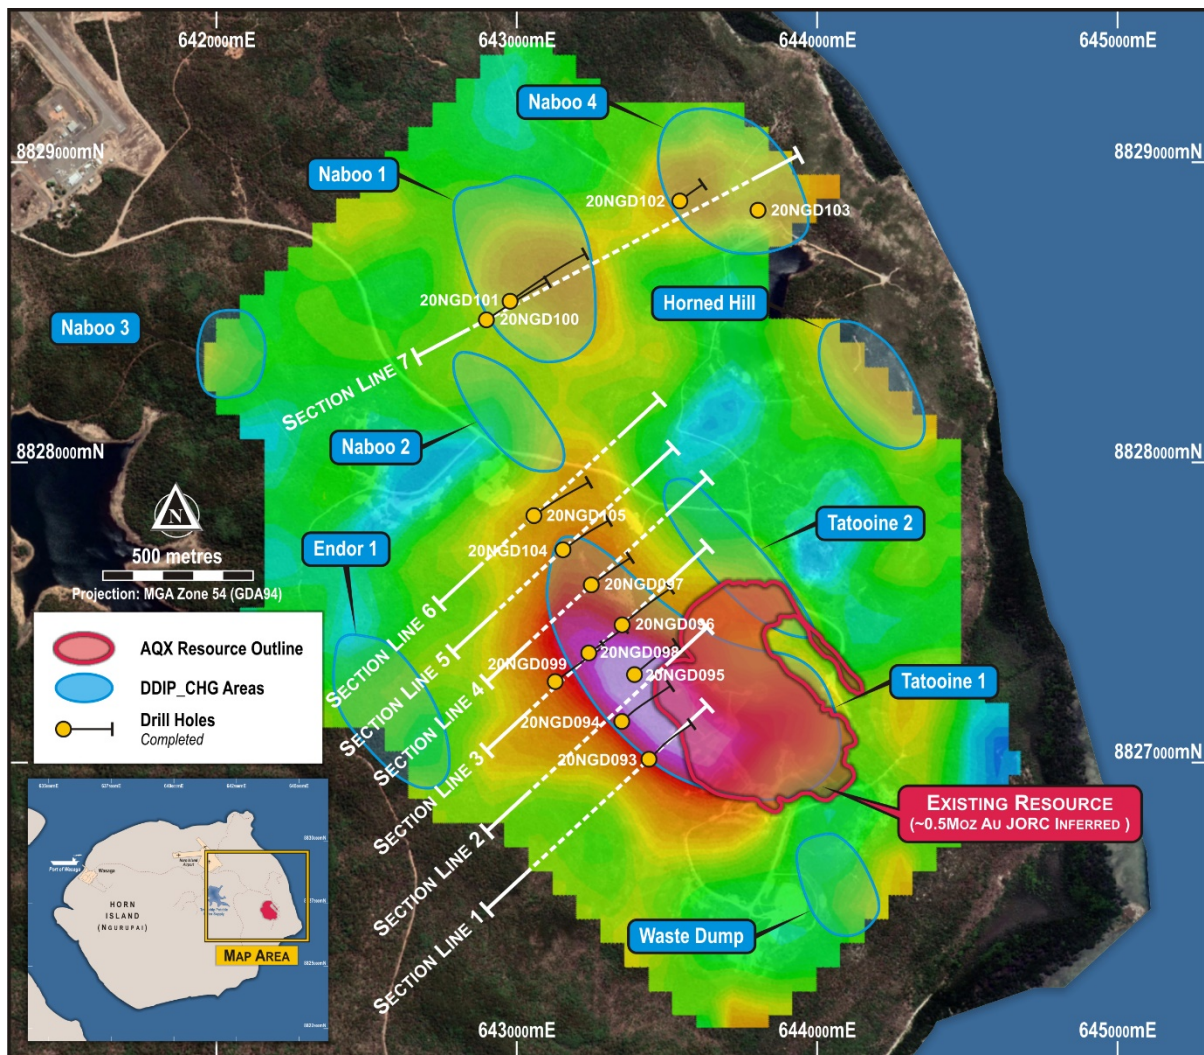 642000mE
643000mE
644000mE
645000mE
Naboo 4
8829000mN
8829000mN
Naboo 1
20NGD102
20NGD103
Horned Hill
20NGD101
20NGD100
Naboo 3
SECTION LINE 7
Naboo 2
8828000mN
8828000mN
N
500 metres
Projection: MGA Zone 54 (GDA94)
Endor 1
Tatooine 2
20NGD105
20NGD104
20NGD097
20NGD096
20NGD098
20NGD099
20NGD095
20NGD094
20NGD093
SECTION LINE 6
SECTION LINE 5
SECTION LINE 4
SECTION LINE 3
SECTION LINE 2
SECTION LINE 1
Tatooine 1
8827000mN
AQX Resource Outline
DDIP_CHG Areas
Drill Holes
Completed
EXISTING RESOURCE
(~0.5MOZ AU JORC INFERRED )
Waste Dump
HORN
ISLAND
(NGURUPAI)
MAP AREA
643000mE
644000mE
645000mE